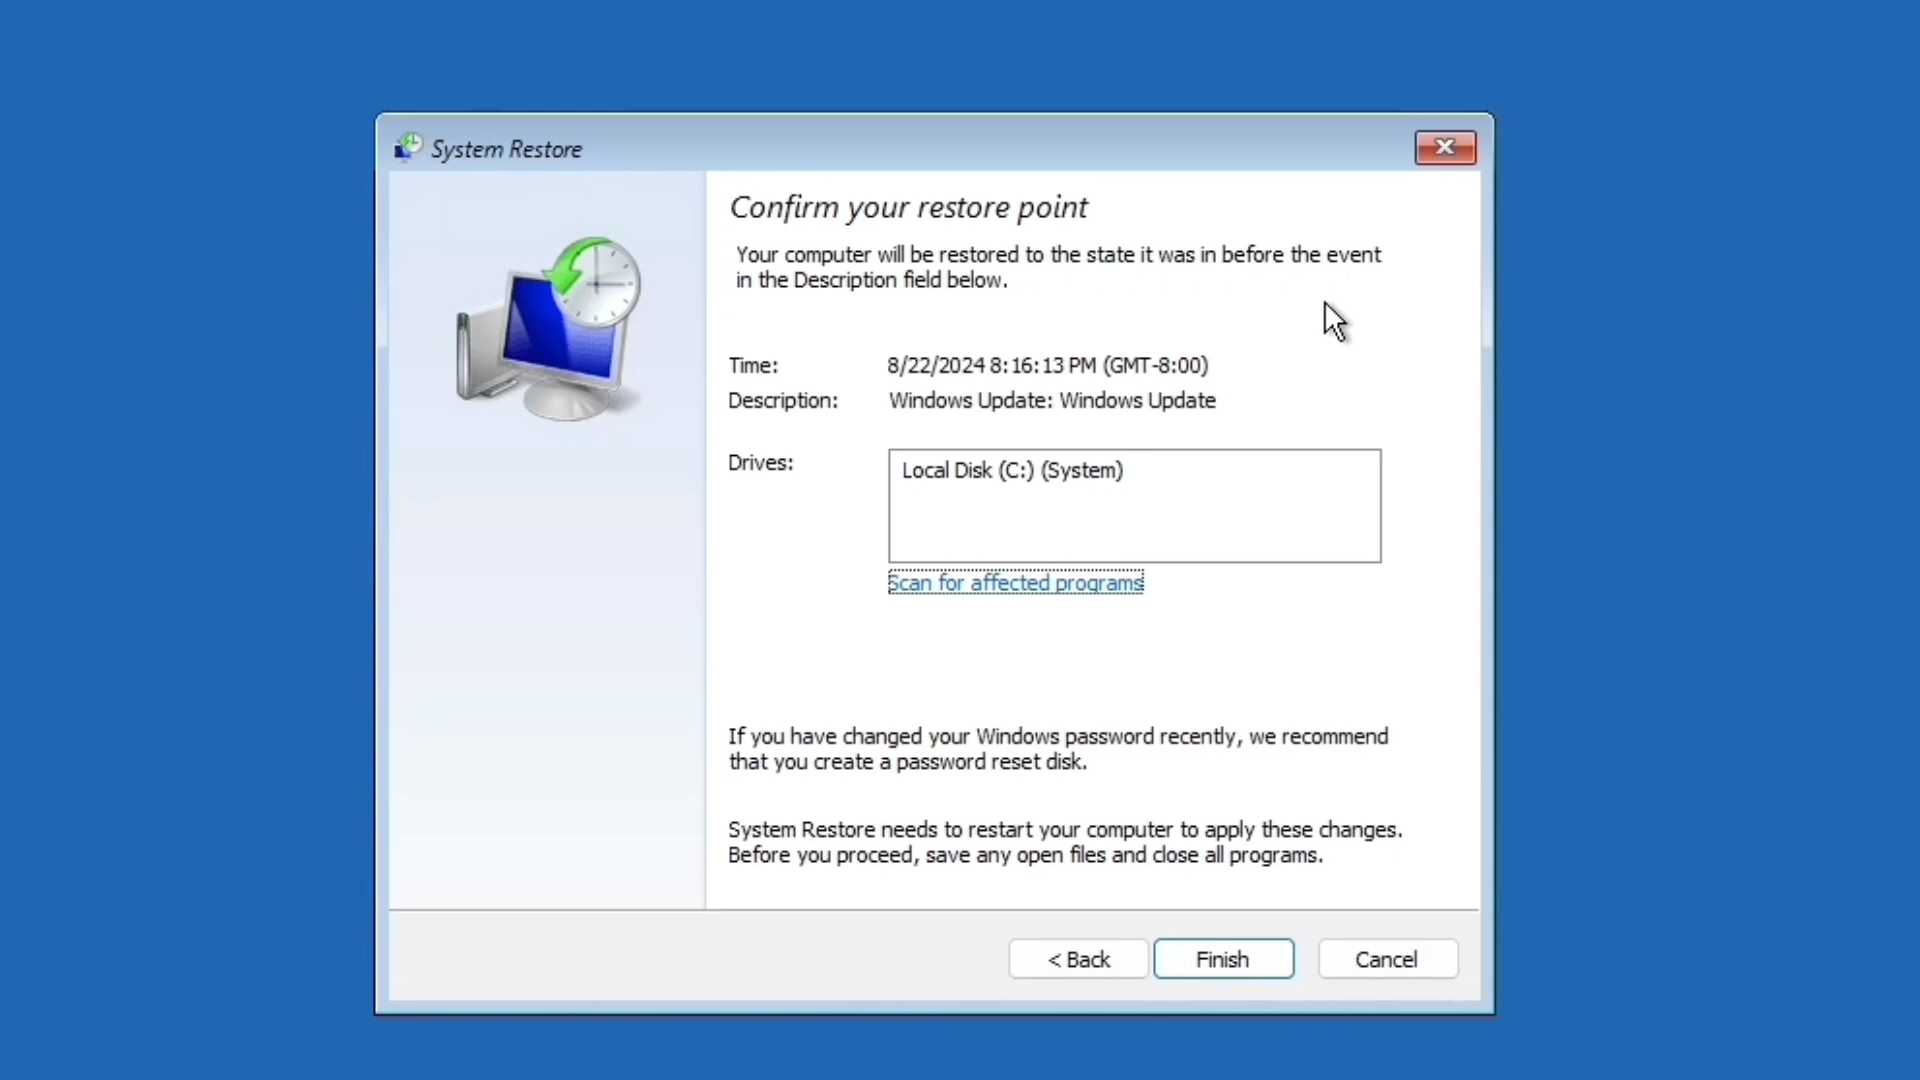 System Restore
Confirm your restore point
Your computer will be restored to the state it was in before the event
in the Description field below.
Time: 8/22/2024 8:16:13 PM (GMT-8:00)
Description: Windows Update: Windows Update
Drives: Local Disk (C:) (System)
Scan for affected programs
If you have changed your Windows password recently, we recommend
that you create a password reset disk.
System Restore needs to restart your computer to apply these changes.
Before you proceed, save any open files and close all programs.
< Back Finish Cancel